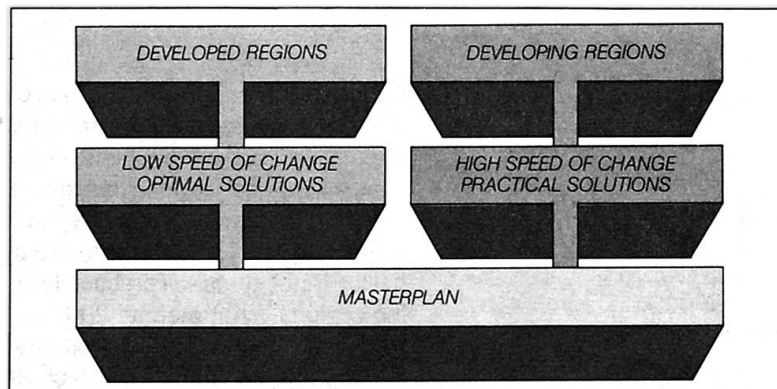 DEVELOPED REGIONS
DEVELOPING REGIONS
LOW SPEED OF CHANGE
OPTIMAL SOLUTIONS
HIGH SPEED OF CHANGE
PRACTICAL SOLUTIONS
MASTERPLAN